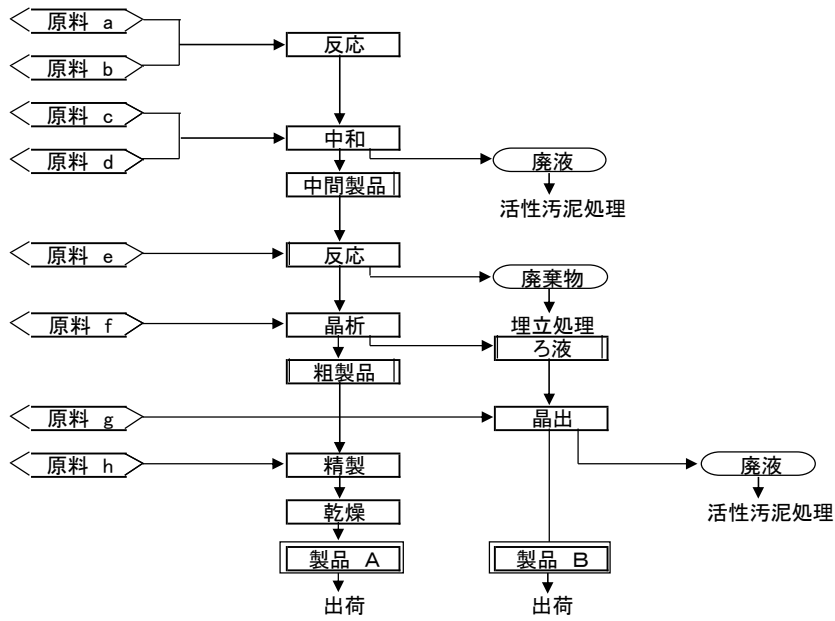 原料 a
反応
原料 b
原料 c
中和
原料 d
廃液
中間製品
活性汚泥処理
原料 e
反応
廃棄物
原料 f
晶析
埋立処理
ろ液
粗製品
原料 g
晶出
原料 h
精製
廃液
乾燥
活性汚泥処理
製品 A
製品 B
出荷
出荷